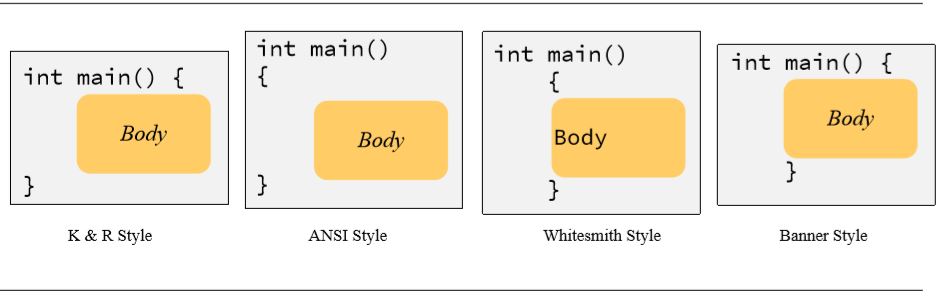 int main() {
Body
}
K & R Style
int main()
{
Body
}
ANSI Style
int main()
{
Body
}
Whitesmith Style
int main() {
Body
}
Banner Style